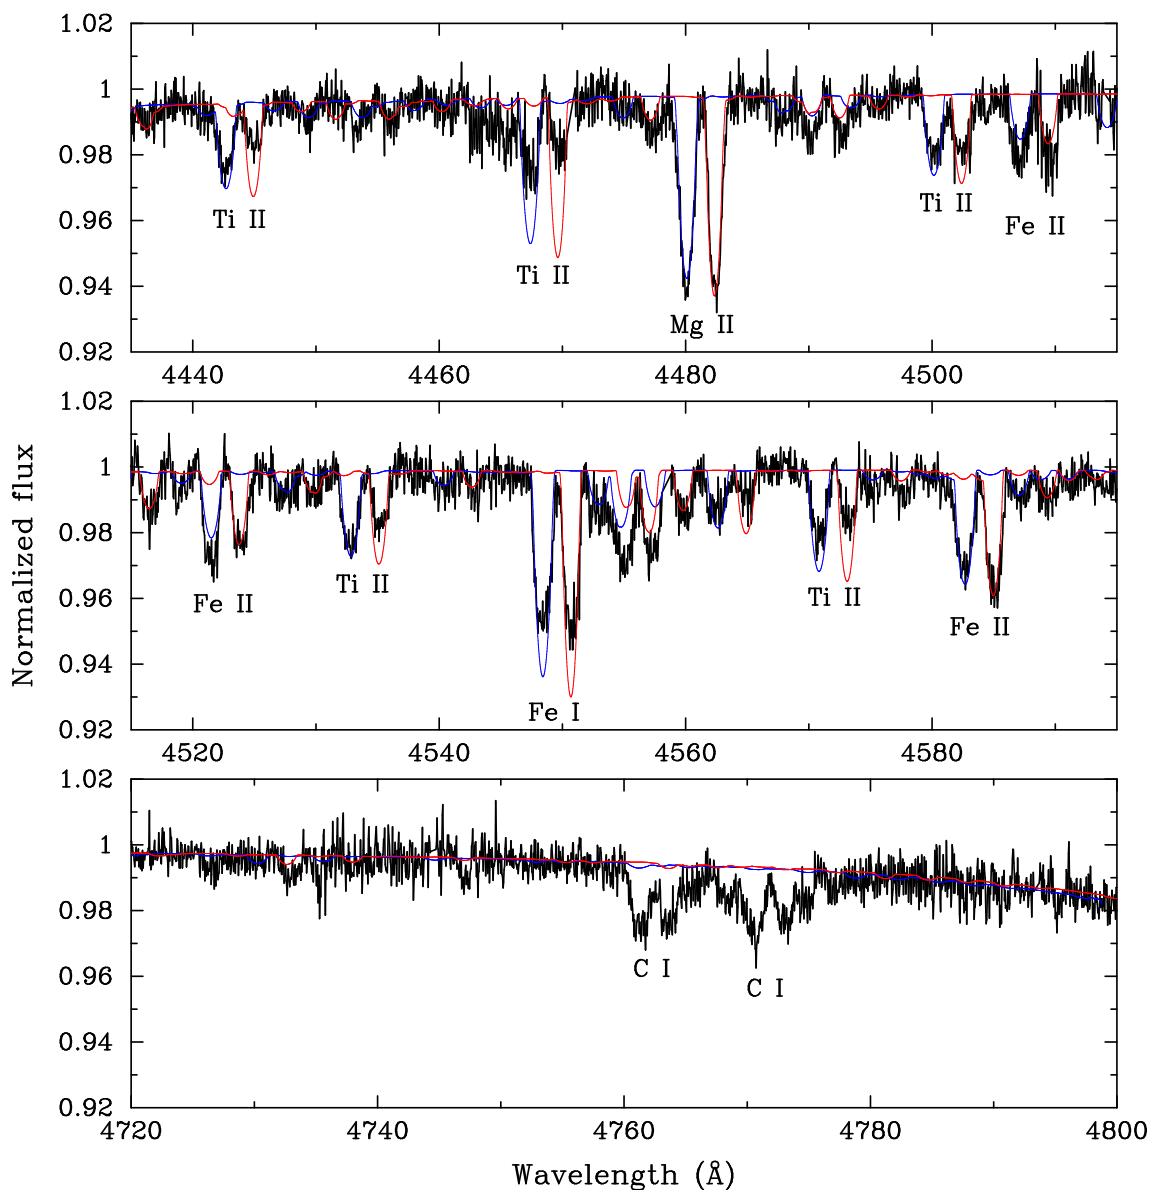 1.02
1
0.98
0.96
0.94
0.92
Ti II
Ti II
Mg II
Ti II
Fe II
4440 4460 4480 4500
1.02
1
0.98
0.96
0.94
0.92
Fe II
Ti II
Fe I
Ti II
Fe II
4520 4540 4560 4580
Normalized flux
1.02
1
0.98
0.96
0.94
0.92
C I
C I
4720 4740 4760 4780 4800
Wavelength (Å)